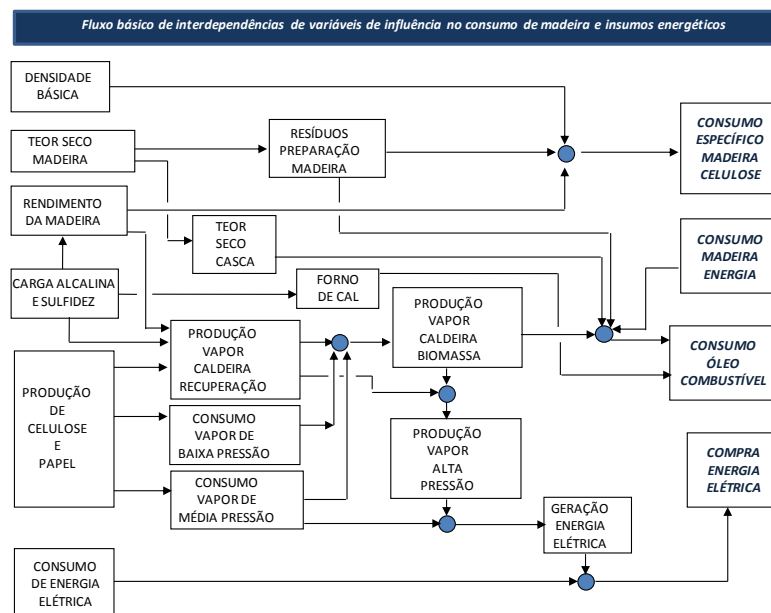 Fluxo básico de interdependências de variáveis de influência no consumo de madeira e insumos energéticos
DENSIDADE
BÁSICA
TEOR SECO
MADEIRA
RESÍDUOS
PREPARAÇÃO
MADEIRA
CONSUMO
ESPECÍFICO
MADEIRA
CELULOSE
RENDIMENTO
DA MADEIRA
TEOR
SECO
CASCA
CONSUMO
MADEIRA
ENERGIA
CARGA ALCALINA
E SULFIDEZ
FORNO
DE CAL
PRODUÇÃO
VAPOR
CALDEIRA
RECUPERAÇÃO
PRODUÇÃO
VAPOR
CALDEIRA
BIOMASSA
CONSUMO
ÓLEO
COMBUSTÍVEL
PRODUÇÃO
DE
CELULOSE
E
PAPEL
CONSUMO
VAPOR DE
BAIXA PRESSÃO
PRODUÇÃO
VAPOR
ALTA
PRESSÃO
COMPRA
ENERGIA
ELÉTRICA
CONSUMO
VAPOR DE
MÉDIA PRESSÃO
GERAÇÃO
ENERGIA
ELÉTRICA
CONSUMO
DE ENERGIA
ELÉTRICA